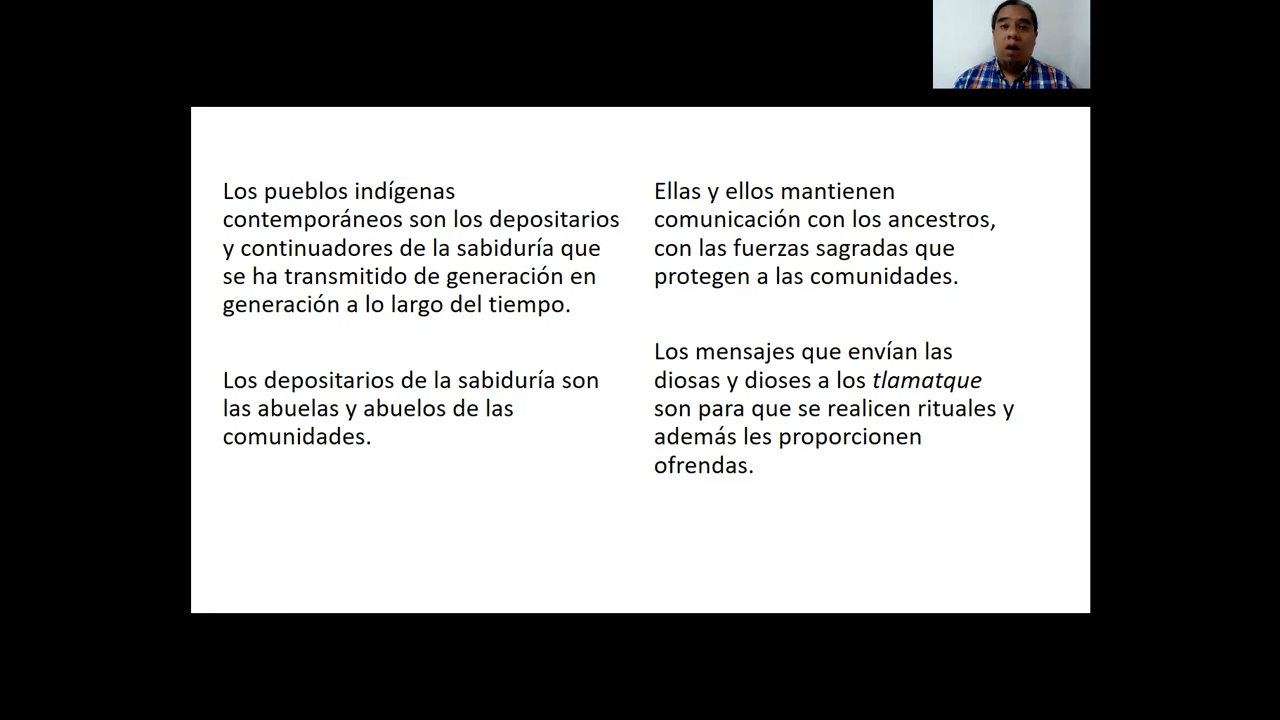 Los pueblos indígenas
contemporáneos son los depositarios
y continuadores de la sabiduría que
se ha transmitido de generación en
generación a lo largo del tiempo.
Los depositarios de la sabiduría son
las abuelas y abuelos de las
comunidades.
Ellas y ellos mantienen
comunicación con los ancestros,
con las fuerzas sagradas que
protegen a las comunidades.
Los mensajes que envían las
diosas y dioses a los tlamatque
son para que se realicen rituales y
además les proporcionen
ofrendas.